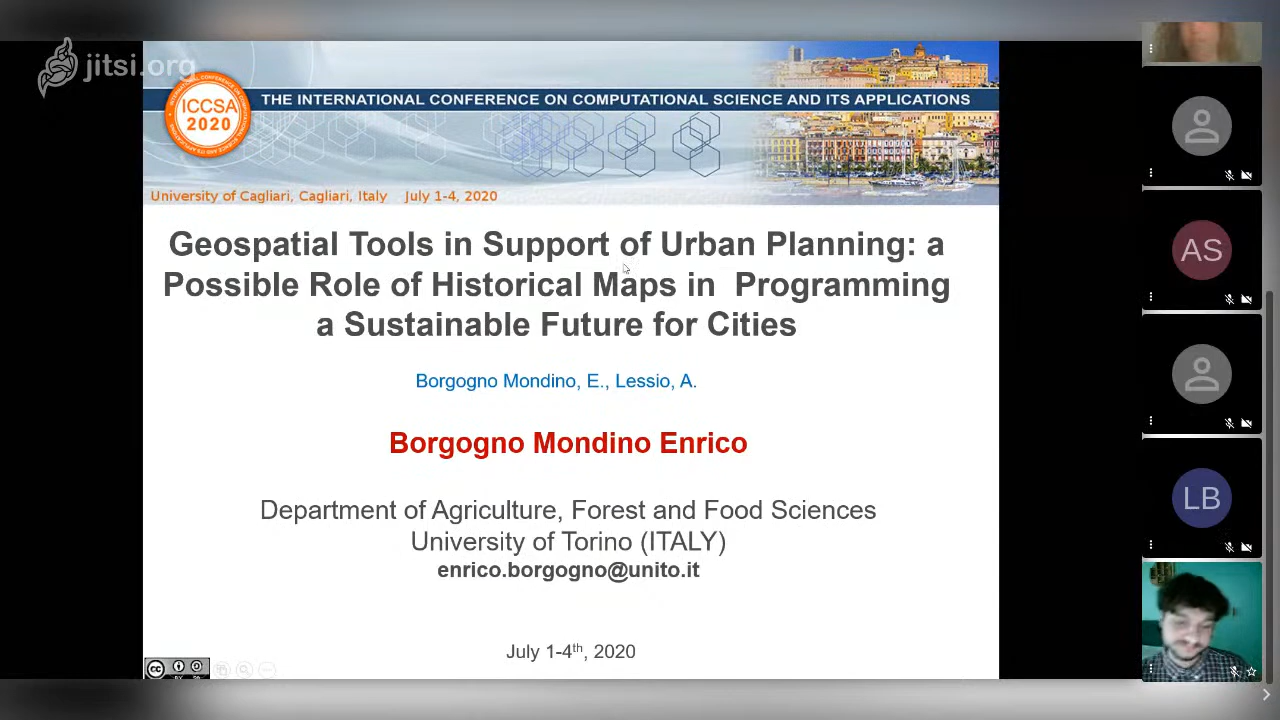 jitsi.org
ICCSA
2020
THE INTERNATIONAL CONFERENCE ON COMPUTATIONAL SCIENCE AND ITS APPLICATIONS
University of Cagliari, Cagliari, Italy July 1-4, 2020
Geospatial Tools in Support of Urban Planning: a
Possible Role of Historical Maps in Programming
a Sustainable Future for Cities
Borgogno Mondino, E., Lessio, A.
Borgogno Mondino Enrico
Department of Agriculture, Forest and Food Sciences
University of Torino (ITALY)
enrico.borgogno@unito.it
July 1-4th, 2020
cc
AS
LB